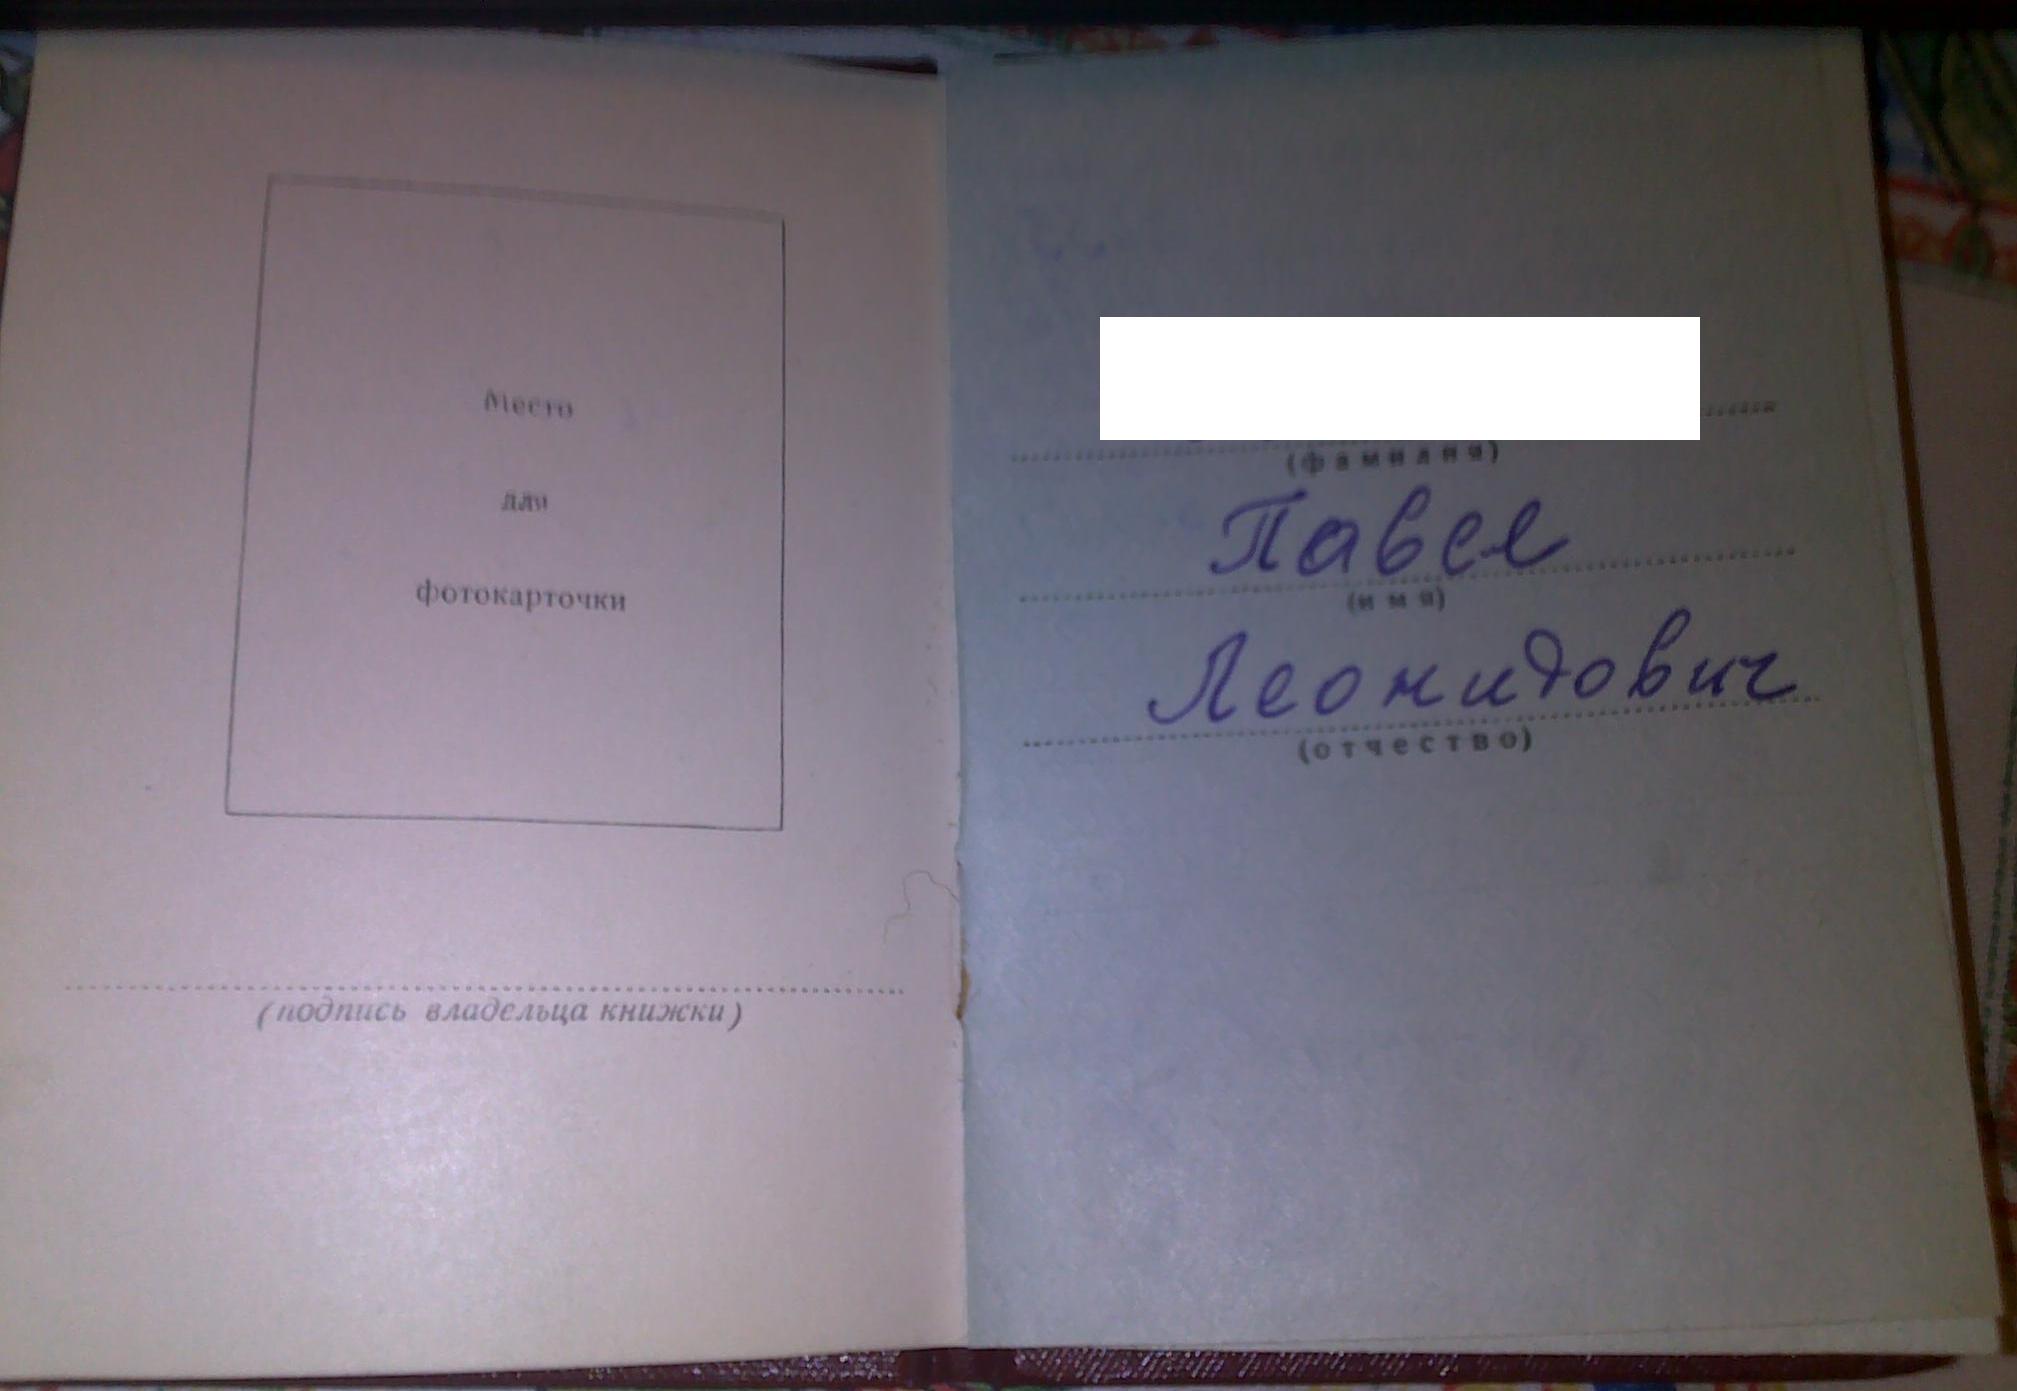 Место
для
фотокарточки
(подпись владельца книжки)
(фамилия)
Павел
(имя)
Леонидович
(отчество)